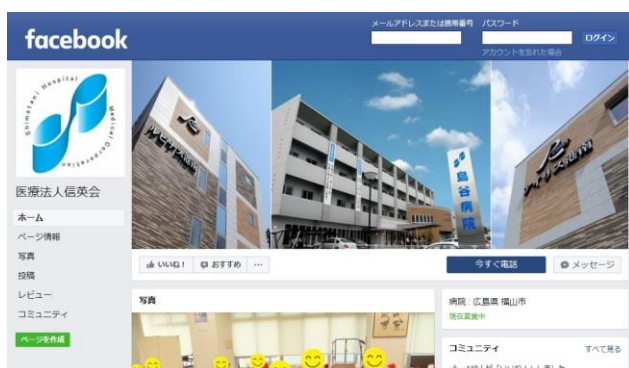 メールアドレスまたは携帯番号 パスワード
facebook
ログイン
アカウントを忘れた場合
Shimatani Hospital Medical Corporation
島谷病院
医療法人信英会
ホーム
ページ情報
写真
投稿
レビュー
コミュニティ
ページを作成
いいね！ おすすめ ...
今すぐ電話 メッセージ
写真
病院 : 広島県 福山市
現在営業中
コミュニティ すべて見る